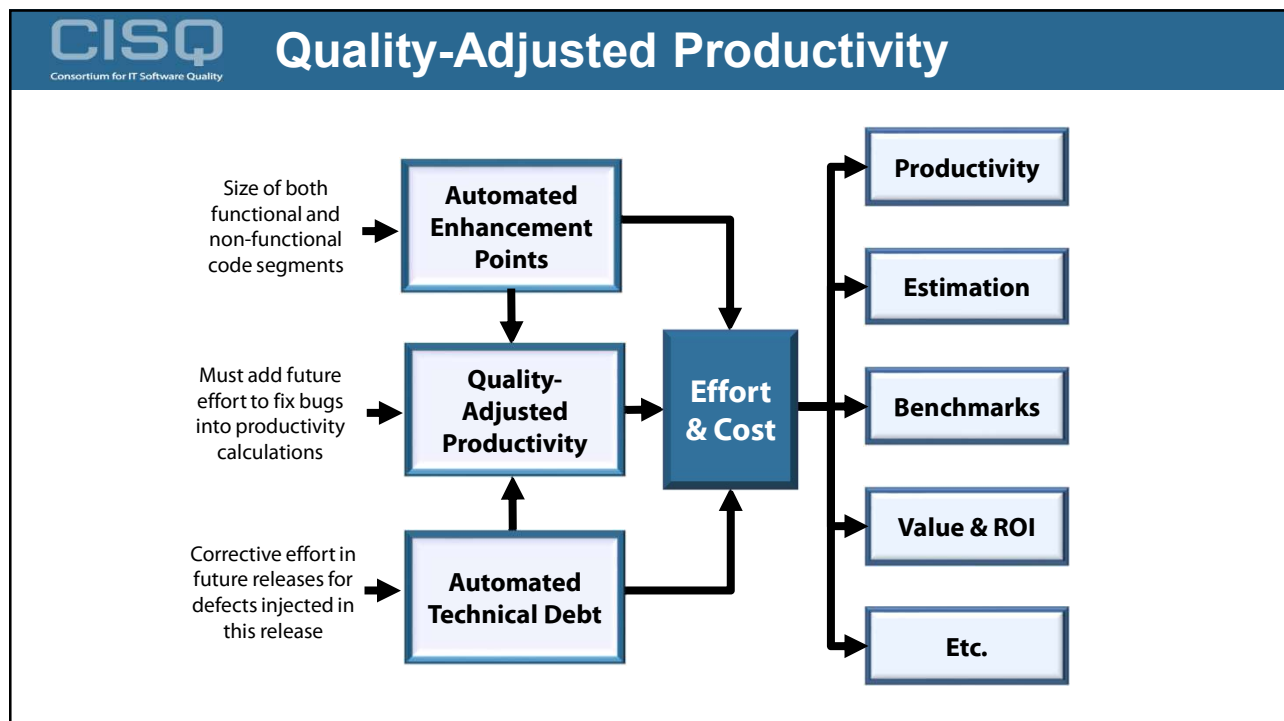 CISQ
Consortium for IT Software Quality
Quality-Adjusted Productivity
Size of both
functional and
non-functional
code segments
Automated
Enhancement
Points
Must add future
effort to fix bugs
into productivity
calculations
Quality-
Adjusted
Productivity
Corrective effort in
future releases for
defects injected in
this release
Automated
Technical Debt
Effort
& Cost
Productivity
Estimation
Benchmarks
Value & ROI
Etc.